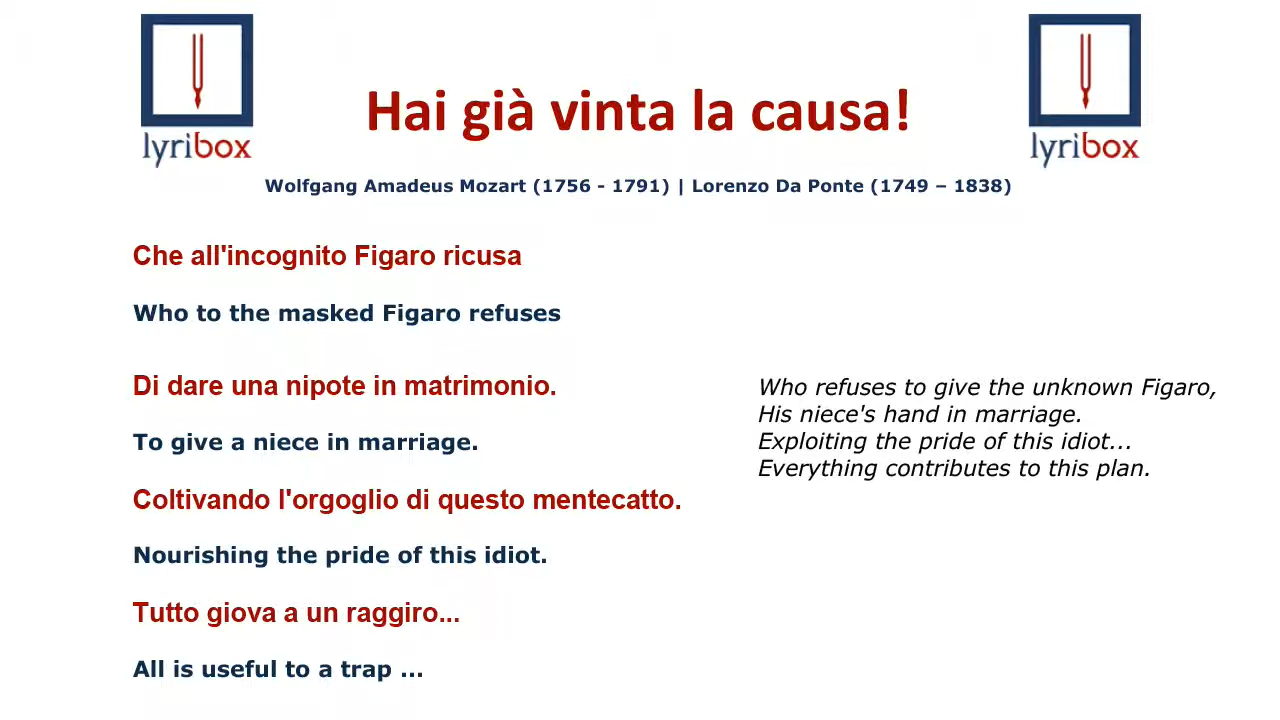 lyribox
lyribox
Hai già vinta la causa!
Wolfgang Amadeus Mozart (1756 - 1791) | Lorenzo Da Ponte (1749 – 1838)
Che all'incognito Figaro ricusa
Who to the masked Figaro refuses
Di dare una nipote in matrimonio.
To give a niece in marriage.
Coltivando l'orgoglio di questo mentecatto.
Nourishing the pride of this idiot.
Tutto giova a un raggiro...
All is useful to a trap ...
Who refuses to give the unknown Figaro,
His niece's hand in marriage.
Exploiting the pride of this idiot...
Everything contributes to this plan.